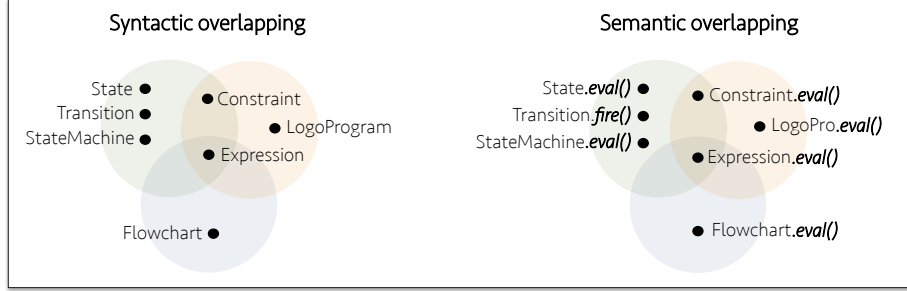 Syntactic overlapping
State
Transition
StateMachine
Constraint
LogoProgram
Expression
Flowchart
Semantic overlapping
State.eval()
Transition.fire()
StateMachine.eval()
Constraint.eval()
LogoPro.eval()
Expression.eval()
Flowchart.eval()